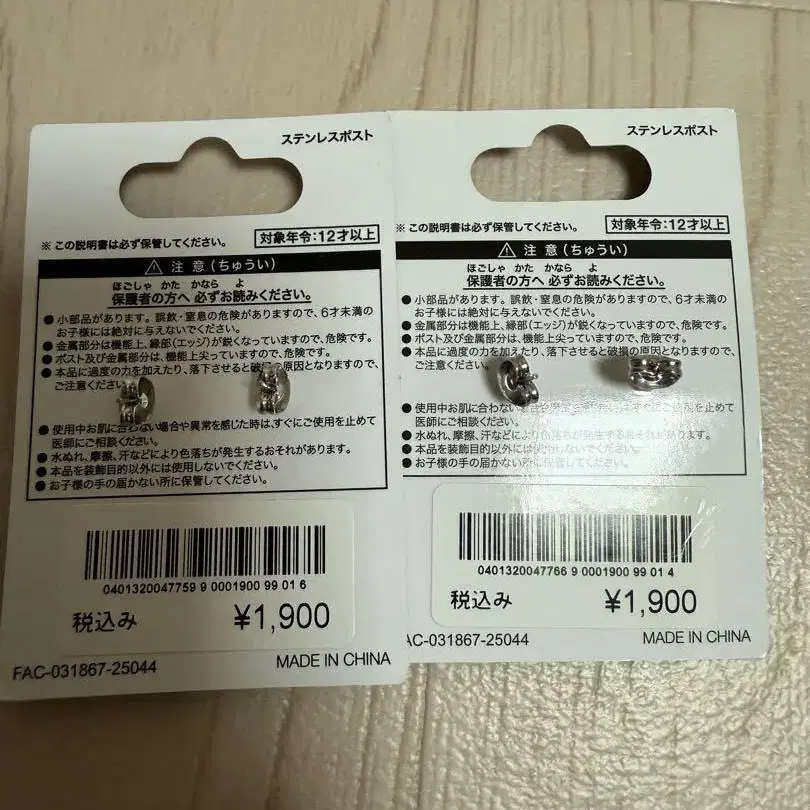 ステンレスポスト
※ この説明書は必ず保管してください。
対象年令:12才以上
⚠ 注意(ちゅうい)
ほごしゃ かた かなら よ
保護者の方へ 必ずお読みください。
● 小部品があります。誤飲・窒息の危険がありますので、6才未満の
お子様には絶対に与えないでください。
● 金属部分は機能上、縁部(エッジ)が鋭くなっていますので、危険です。
● ポスト及び金属部分は、機能上尖っていますので、危険です。
● 本品に過度の力を加えたり、落下させると破損の原因となりますので、
ご注意ください。
● 使用中お肌に合わない場合や異常を感じた時は、すぐにご使用を止めて
医師にご相談ください。
● 水ぬれ、摩擦、汗などにより色落ちが発生するおそれがあります。
● 本品を装飾目的以外には使用しないでください。
● お子様の手の届かない所に保管してください。
0401320047759 9 0001900 99 01 6
税込み ¥1,900
FAC-031867-25044 MADE IN CHINA
ステンレスポスト
※ この説明書は必ず保管してください。
対象年令:12才以上
⚠ 注意(ちゅうい)
ほごしゃ かた かなら よ
保護者の方へ 必ずお読みください。
● 小部品があります。誤飲・窒息の危険がありますので、6才未満の
お子様には絶対に与えないでください。
● 金属部分は機能上、縁部(エッジ)が鋭くなっていますので、危険です。
● ポスト及び金属部分は、機能上尖っていますので、危険です。
● 本品に過度の力を加えたり、落下させると破損の原因となりますので、
ご注意ください。
● 使用中お肌に合わない すぐにご使用を止めて
医師にご相談ください。
● 水ぬれ、摩擦、汗などにより色落ちが発生するおそれがあります。
● 本品を装飾目的以外には使用しないでください。
● お子様の手の届かない所に保管してください。
0401320047766 9 0001900 99 01 4
税込み ¥1,900
AC-031867-25044 MADE IN CHINA